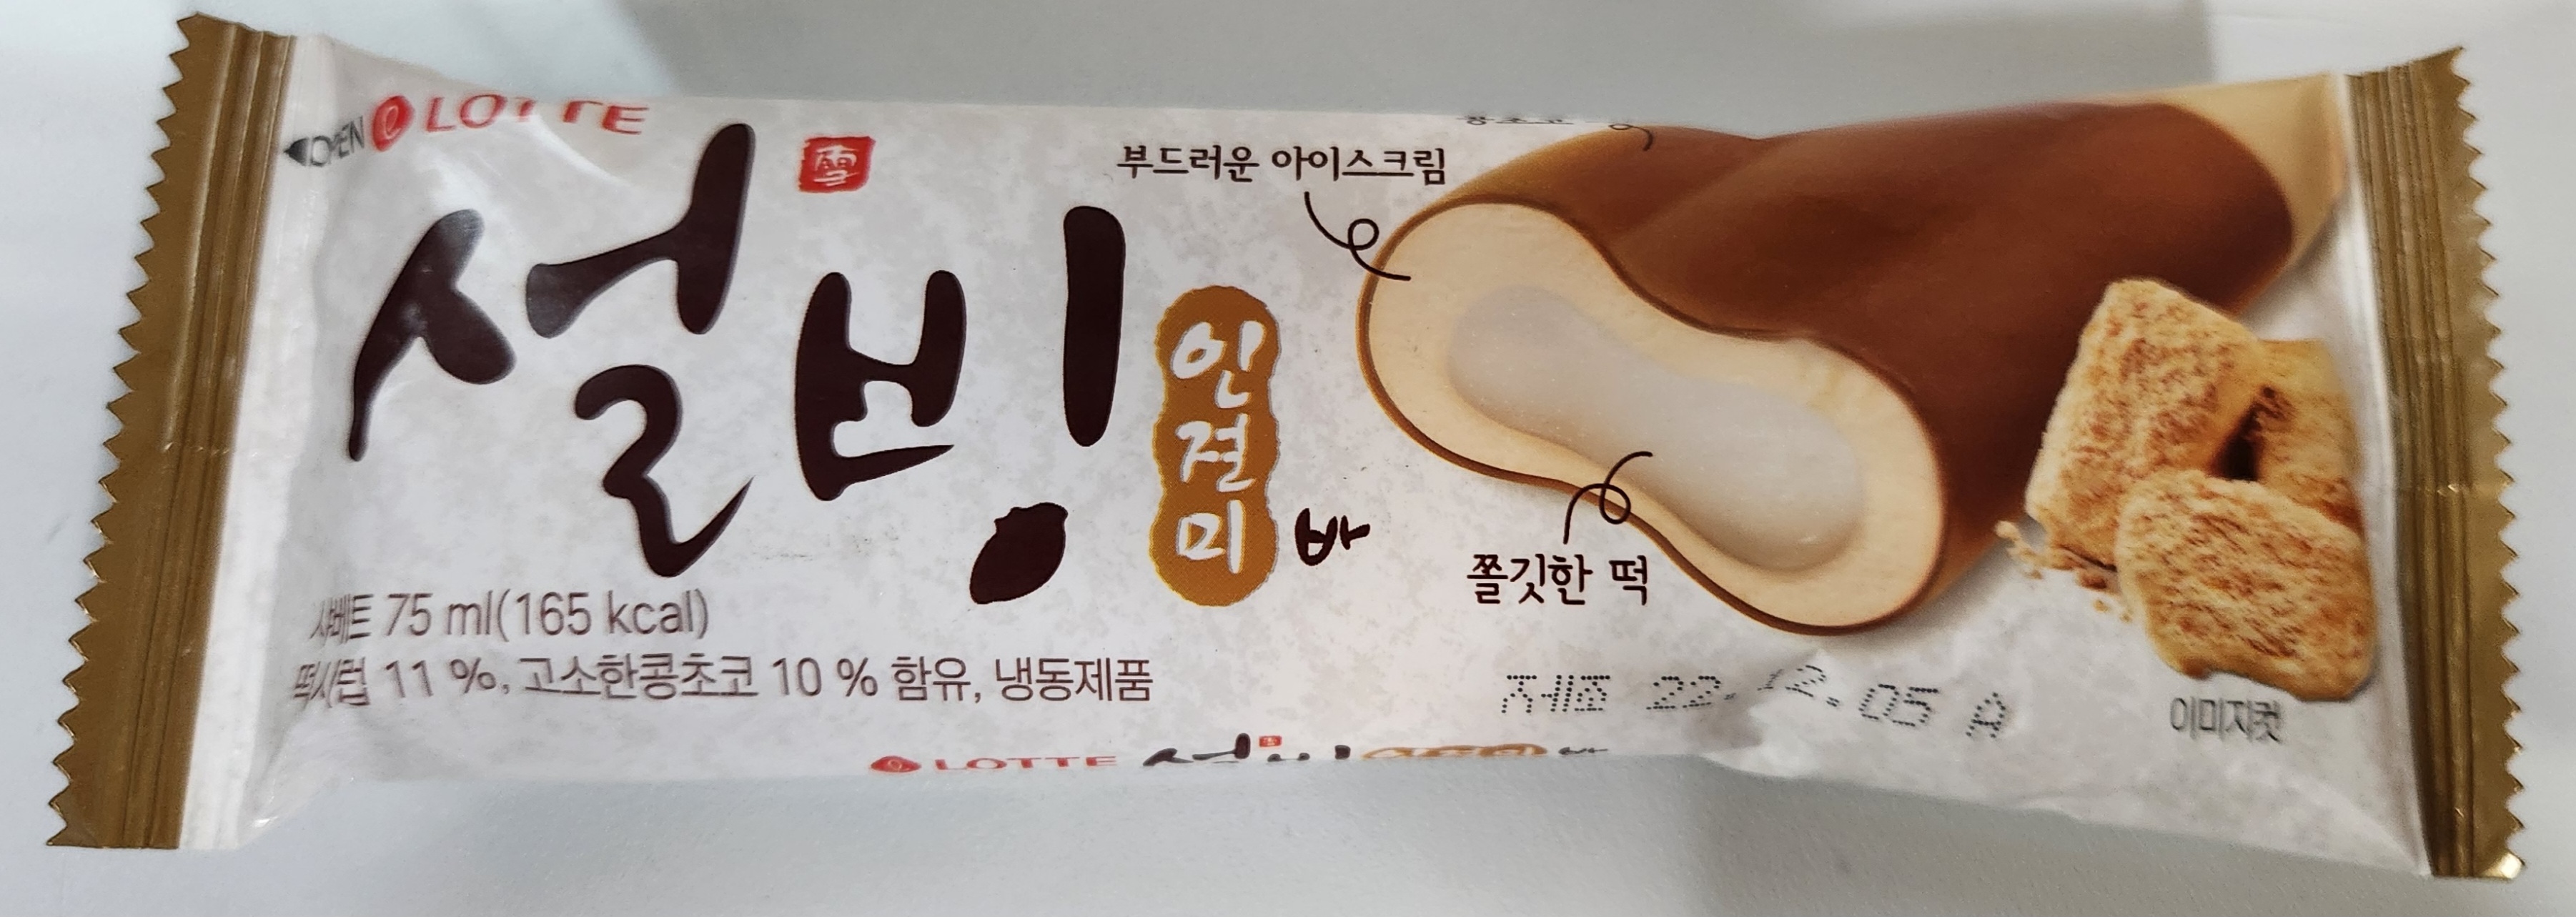 OPEN LOTTE
雪
설빙
인절미
바
부드러운 아이스크림
쫄깃한 떡
샤베트 75 ml(165 kcal)
떡시럽 11 %, 고소한콩초코 10 % 함유, 냉동제품
제조 22.12.05 A
이미지컷
LOTTE